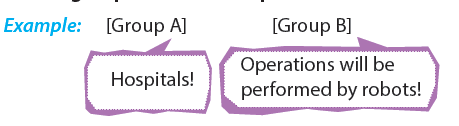 Example: [Group A] [Group B]
Hospitals!
Operations will be
performed by robots!